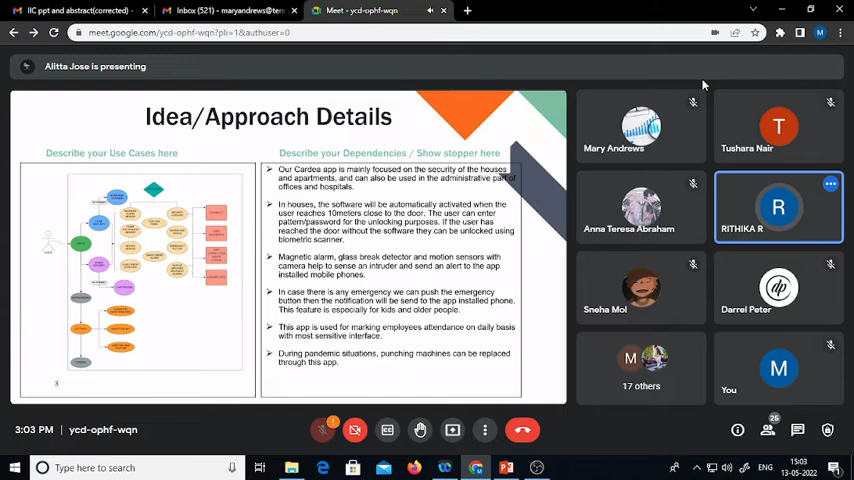 IIC ppt and abstract(corrected) -
Inbox (521) - maryandrews@ter
Meet - ycd-ophf-wqn
meet.google.com/ycd-ophf-wqn?pli=1&authuser=0
M
Alitta Jose is presenting
Idea/Approach Details
Describe your Use Cases here
Describe your Dependencies / Show stopper here
Our Cardea app is mainly focused on the security of the houses
and apartments, and can also be used in the administrative part of
offices and hospitals.
In houses, the software will be automatically activated when the
user reaches 10meters close to the door. The user can enter
pattern/password for the unlocking purposes. If the user has
reached the door without the software they can be unlocked using
biometric scanner.
Magnetic alarm, glass break detector and motion sensors with
camera help to sense an intruder and send an alert to the app
installed mobile phones.
In case there is any emergency we can push the emergency
button then the notification will be send to the app installed phone.
This feature is especially for kids and older people.
This app is used for marking employees attendance on daily basis
with most sensitive interface.
During pandemic situations, punching machines can be replaced
through this app.
3
Mary Andrews
T
Tushara Nair
Anna Teresa Abraham
R
RITHIKA R
Sneha Mol
Darrel Peter
M
17 others
M
You
3:03 PM
ycd-ophf-wqn
26
Type here to search
ENG
15:03
13-05-2022